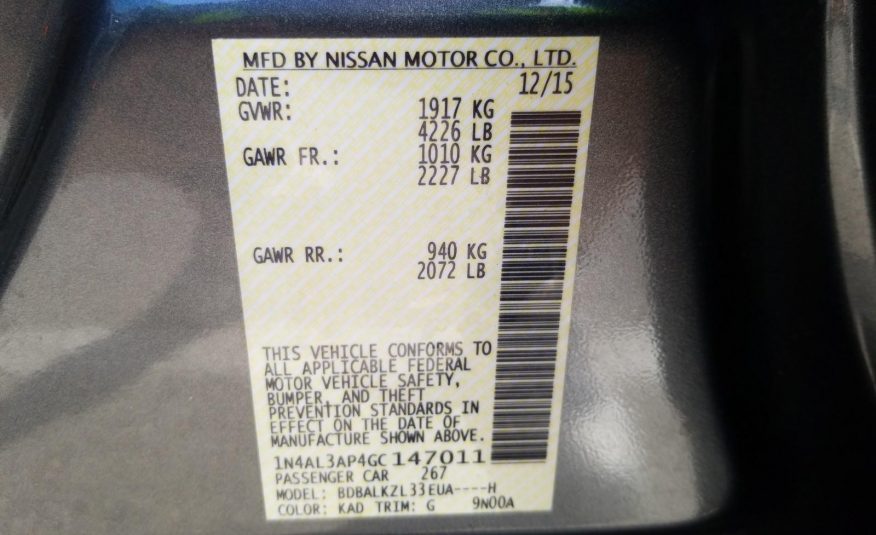 MFD BY NISSAN MOTOR CO., LTD.
DATE: 12/15
GVWR: 1917 KG
4226 LB
GAWR FR.: 1010 KG
2227 LB
GAWR RR.: 940 KG
2072 LB
THIS VEHICLE CONFORMS TO
ALL APPLICABLE FEDERAL
MOTOR VEHICLE SAFETY,
BUMPER, AND THEFT
PREVENTION STANDARDS IN
EFFECT ON THE DATE OF
MANUFACTURE SHOWN ABOVE.
1N4AL3AP4GC147011
PASSENGER CAR 267
MODEL: BDBALKZL33EUA----H
COLOR: KAD TRIM: G 9N00A